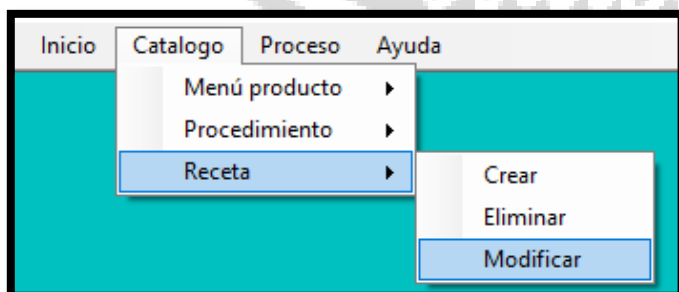 Inicio Catalogo Proceso Ayuda
Menú producto
Procedimiento
Receta
Crear
Eliminar
Modificar